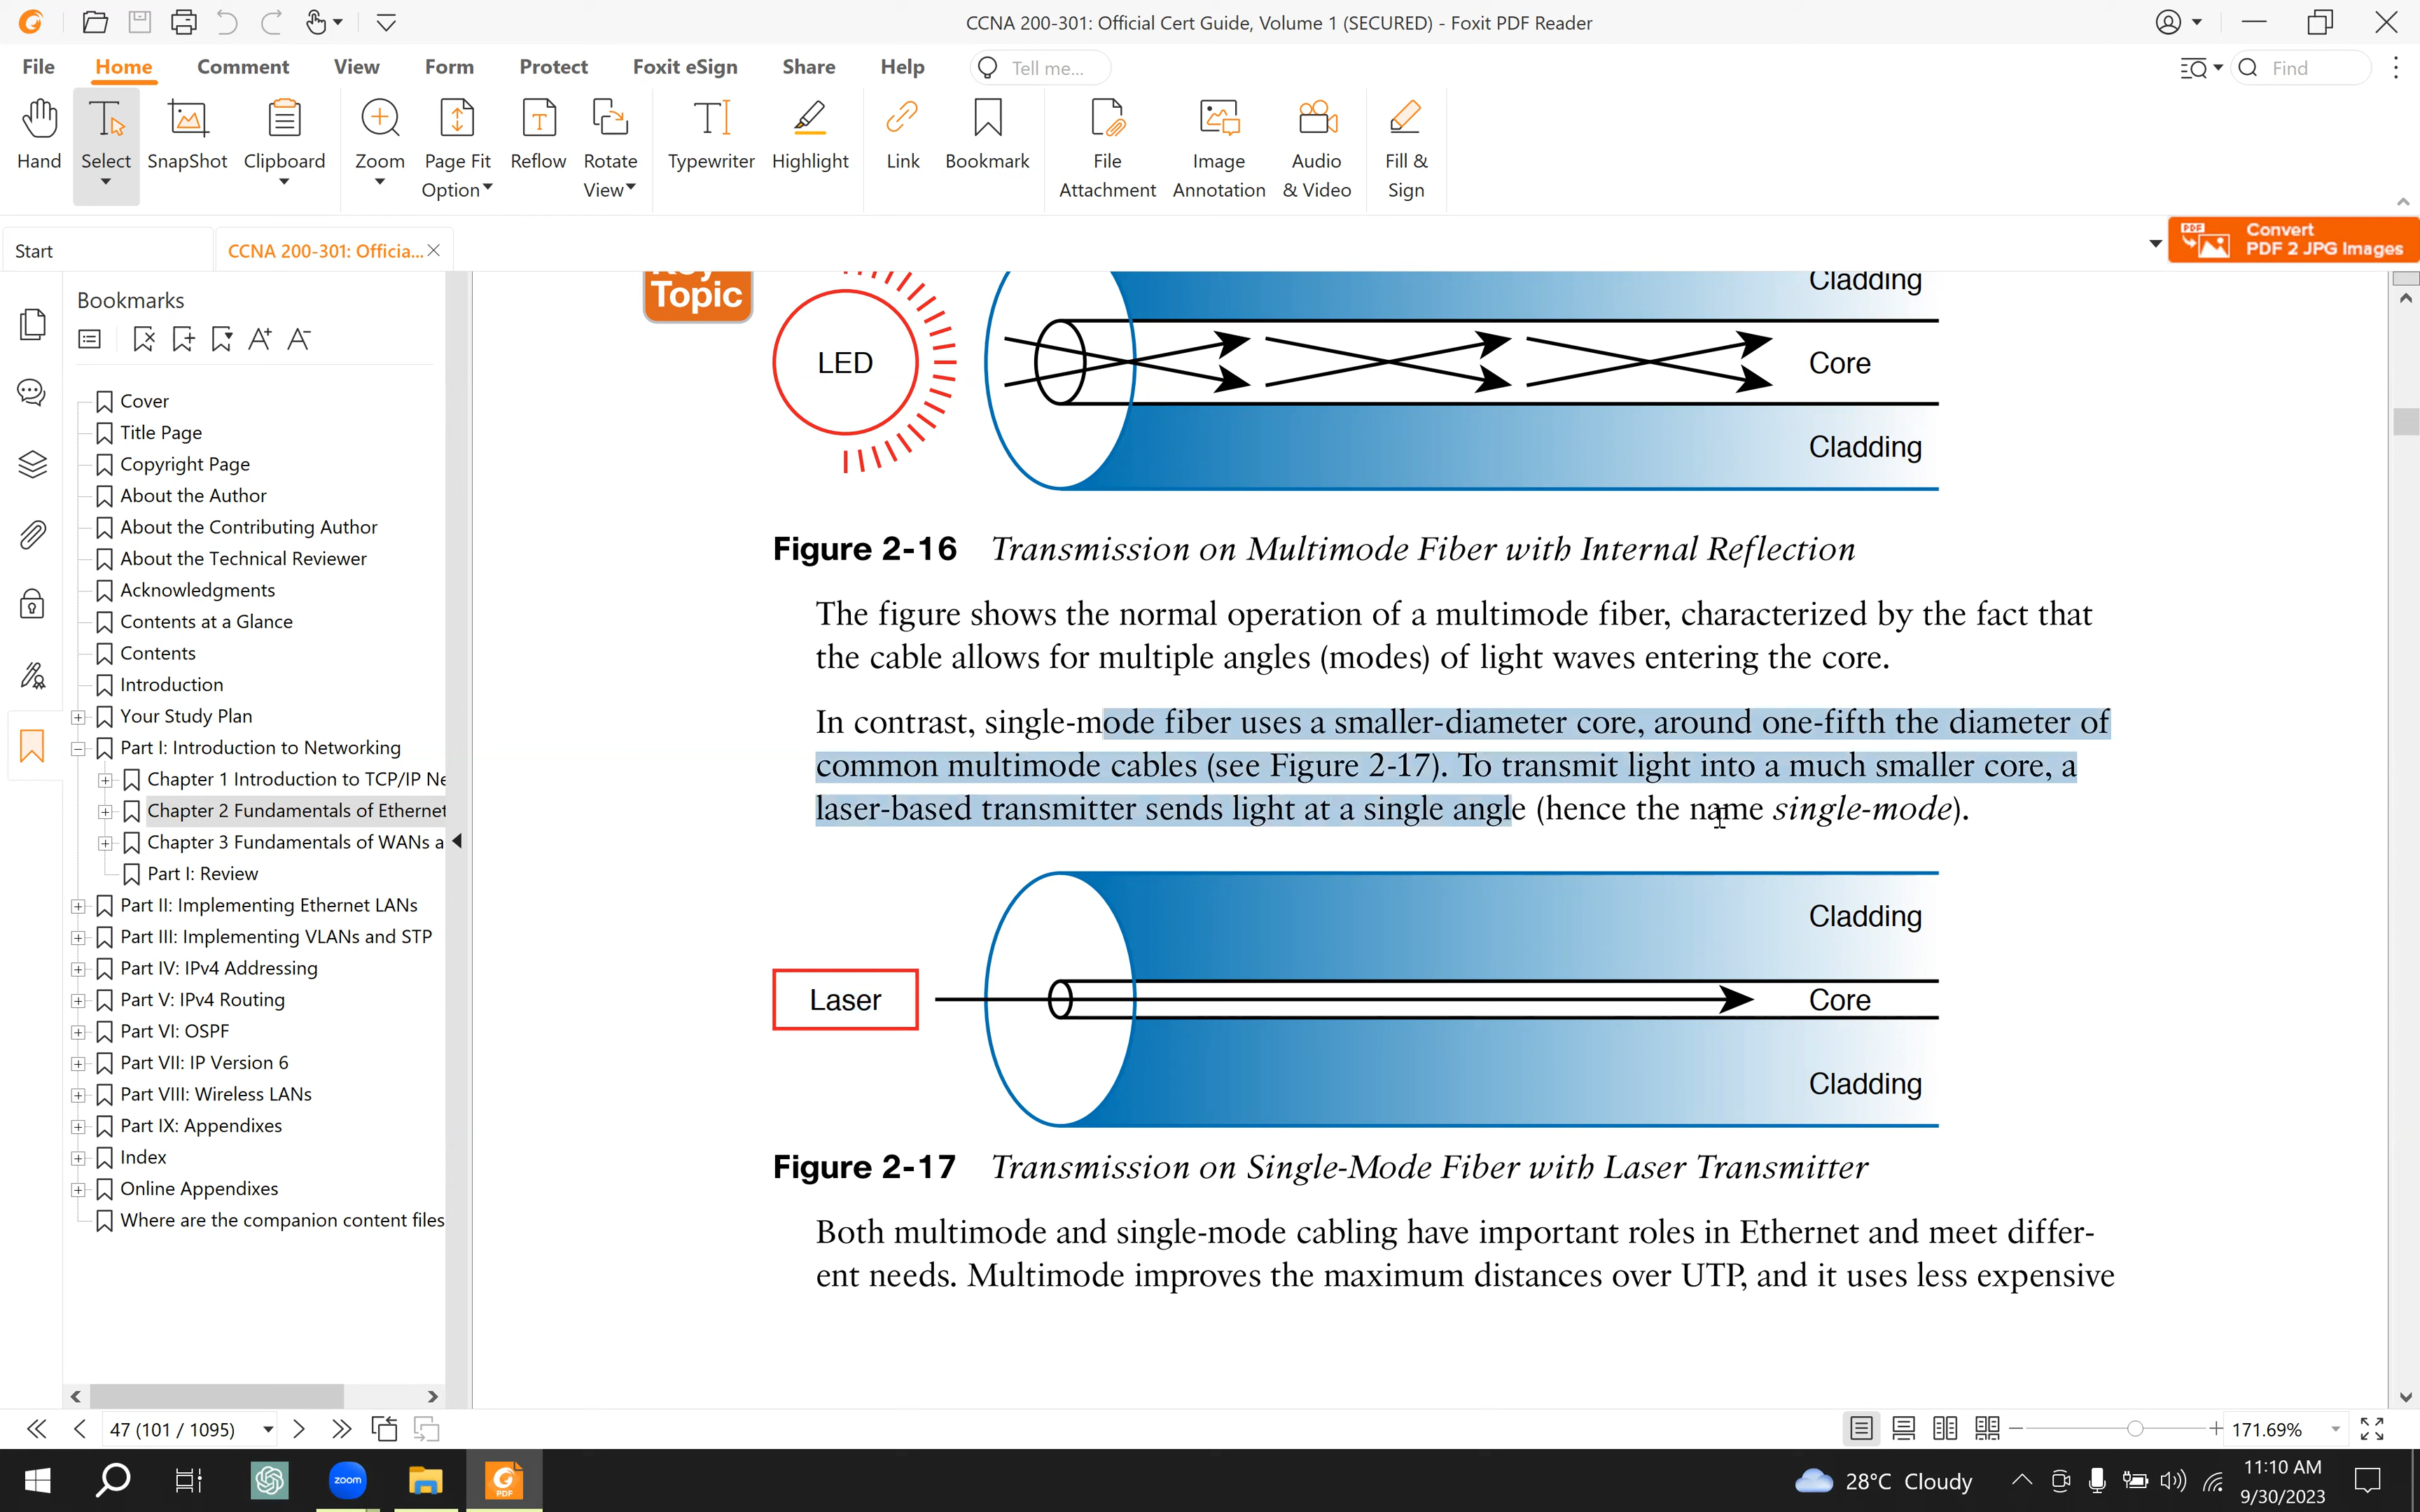 CCNA 200-301: Official Cert Guide, Volume 1 (SECURED) - Foxit PDF Reader
File Home Comment View Form Protect Foxit eSign Share Help Tell me... Find
Hand Select SnapShot Clipboard Zoom Page Fit Option Reflow Rotate View Typewriter Highlight Link Bookmark File Attachment Image Annotation Audio & Video Fill & Sign
Start
CCNA 200-301: Officia...
PDF
Convert
PDF 2 JPG Images
Bookmarks
Cover
Title Page
Copyright Page
About the Author
About the Contributing Author
About the Technical Reviewer
Acknowledgments
Contents at a Glance
Contents
Introduction
Your Study Plan
Part I: Introduction to Networking
Chapter 1 Introduction to TCP/IP Ne
Chapter 2 Fundamentals of Ethernet
Chapter 3 Fundamentals of WANs a
Part I: Review
Part II: Implementing Ethernet LANs
Part III: Implementing VLANs and STP
Part IV: IPv4 Addressing
Part V: IPv4 Routing
Part VI: OSPF
Part VII: IP Version 6
Part VIII: Wireless LANs
Part IX: Appendixes
Index
Online Appendixes
Where are the companion content files
Key
Topic
LED
Cladding
Core
Cladding
Figure 2-16 Transmission on Multimode Fiber with Internal Reflection
The figure shows the normal operation of a multimode fiber, characterized by the fact that
the cable allows for multiple angles (modes) of light waves entering the core.
In contrast, single-mode fiber uses a smaller-diameter core, around one-fifth the diameter of
common multimode cables (see Figure 2-17). To transmit light into a much smaller core, a
laser-based transmitter sends light at a single angle (hence the name single-mode).
Cladding
Laser
Core
Cladding
Figure 2-17 Transmission on Single-Mode Fiber with Laser Transmitter
Both multimode and single-mode cabling have important roles in Ethernet and meet differ-
ent needs. Multimode improves the maximum distances over UTP, and it uses less expensive
47 (101 / 1095)
171.69%
zoom
PDF
28°C Cloudy
11:10 AM
9/30/2023